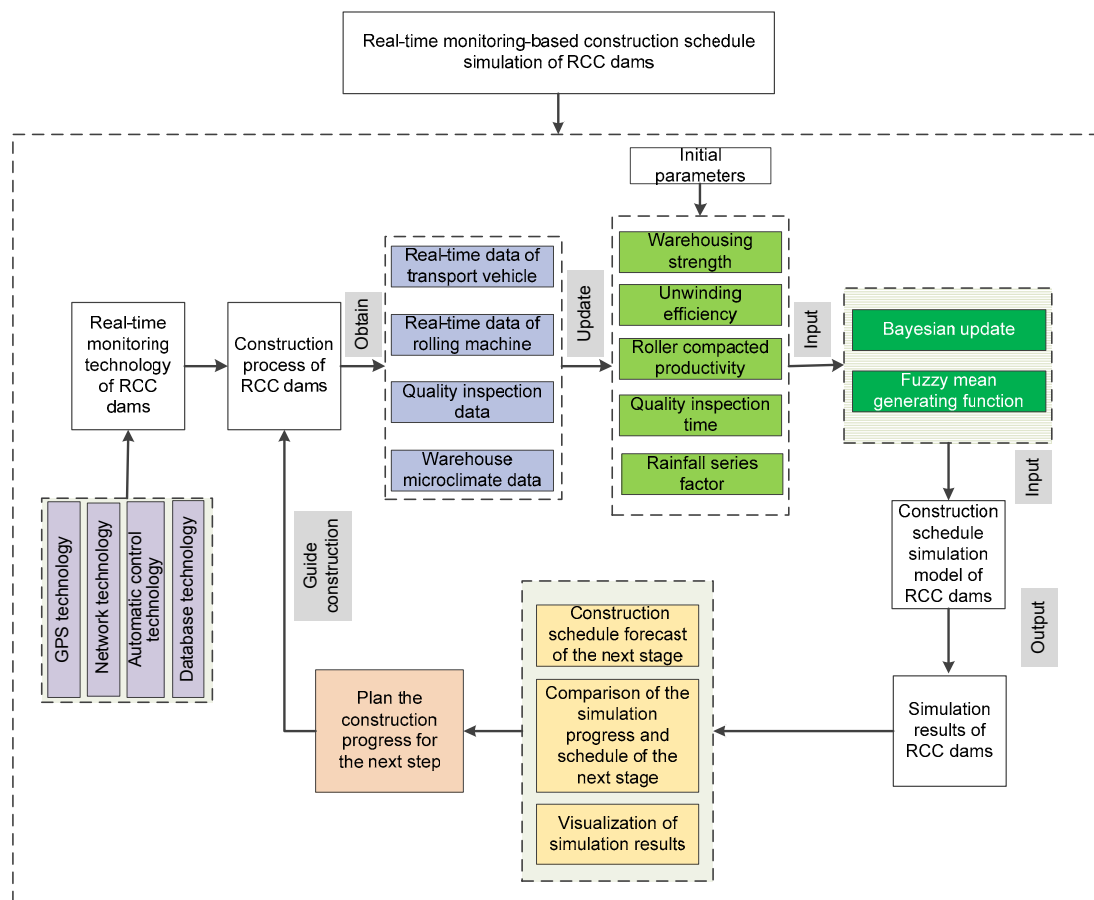 Real-time monitoring-based construction schedule
simulation of RCC dams
Initial
parameters
Real-time
monitoring
technology
of RCC
dams
GPS technology
Network technology
Automatic control
technology
Database technology
Construction
process of
RCC dams
Obtain
Real-time data of
transport vehicle
Real-time data of
rolling machine
Quality inspection
data
Warehouse
microclimate data
Update
Warehousing
strength
Unwinding
efficiency
Roller compacted
productivity
Quality inspection
time
Rainfall series
factor
Input
Bayesian update
Fuzzy mean
generating function
Input
Construction
schedule
simulation
model of
RCC dams
Output
Simulation
results of
RCC dams
Construction
schedule forecast
of the next stage
Comparison of the
simulation
progress and
schedule of the
next stage
Visualization of
simulation results
Plan the
construction
progress for
the next step
Guide
construction